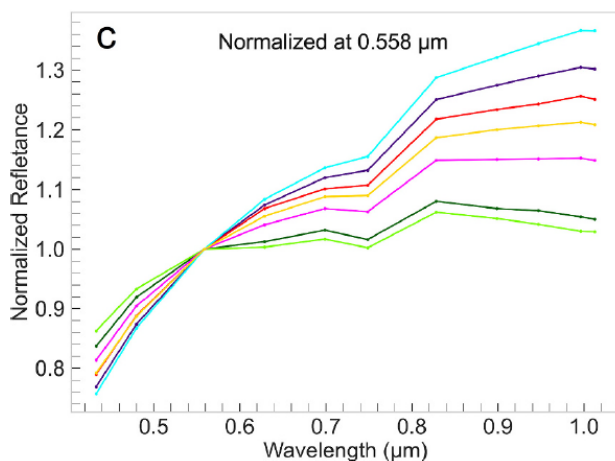 C
Normalized at 0.558 µm
1.3
1.2
1.1
1.0
0.9
0.8
Normalized Refletance
0.5 0.6 0.7 0.8 0.9 1.0
Wavelength (µm)